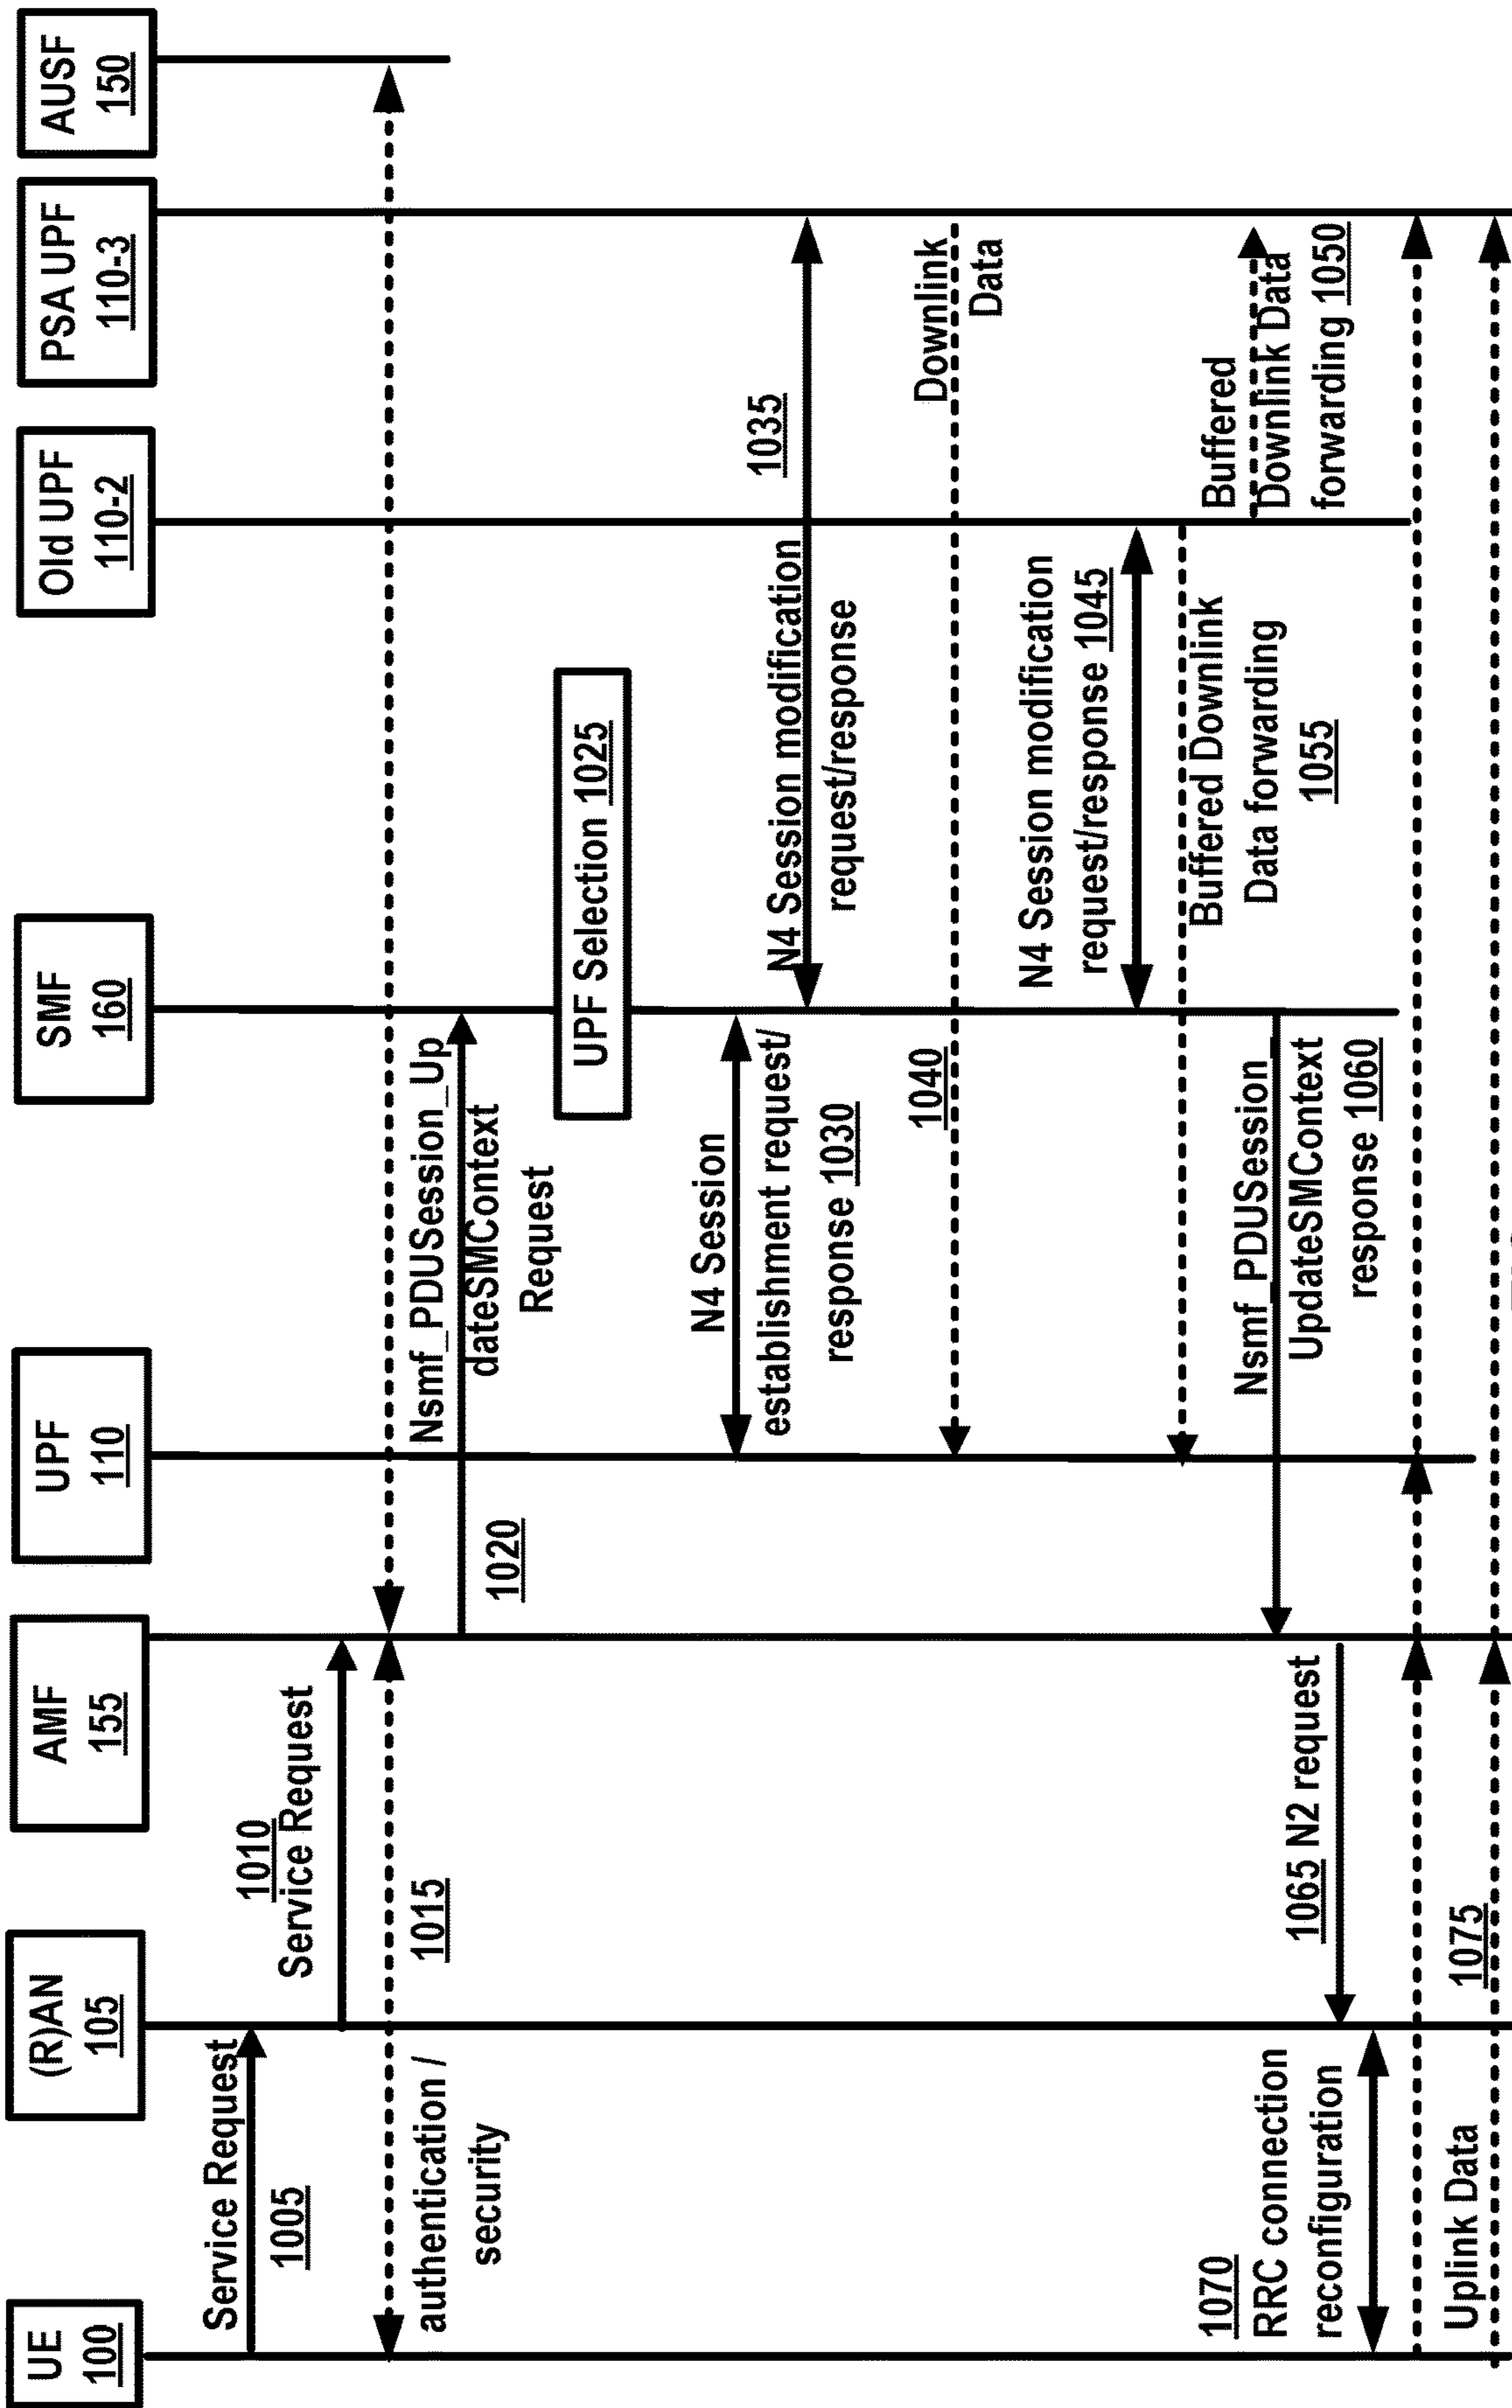 UE
100
(R)AN
105
AMF
155
UPF
110
SMF
160
Old UPF
110-2
PSA UPF
110-3
AUSF
150
Service Request
1005
1010
Service Request
authentication /
security
1015
Nsmf_PDUSession_Up
dateSMContext
Request
1020
UPF Selection 1025
N4 Session
establishment request/
response 1030
1035
N4 Session modification
request/response
Downlink
Data
1040
N4 Session modification
request/response 1045
Buffered
Downlink Data
forwarding 1050
Buffered Downlink
Data forwarding
1055
Nsmf_PDUSession_
UpdateSMContext
response 1060
1065 N2 request
1070
RRC connection
reconfiguration
Uplink Data
1075